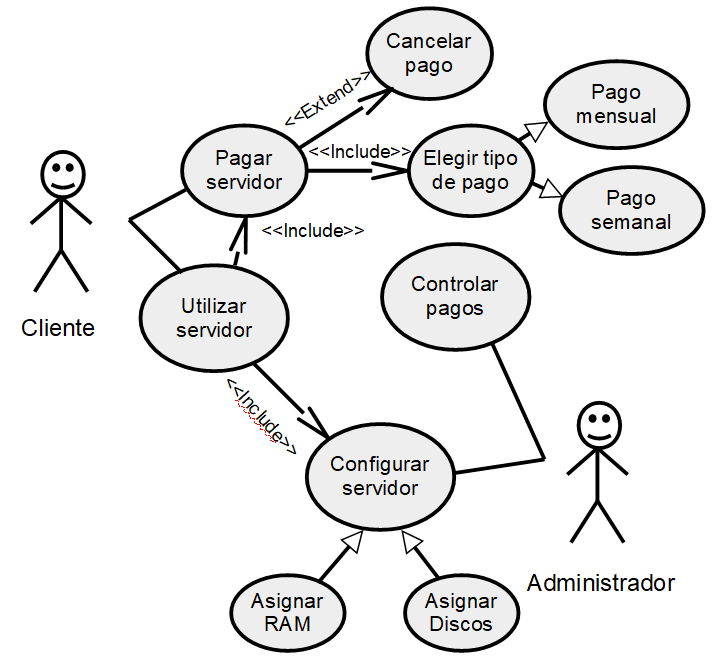 Cancelar
pago
<<Extend>>
Pago
mensual
Pagar
servidor
<<Include>>
Elegir tipo
de pago
Pago
semanal
<<Include>>
Cliente
Utilizar
servidor
Controlar
pagos
<<Include>>
Configurar
servidor
Administrador
Asignar
RAM
Asignar
Discos